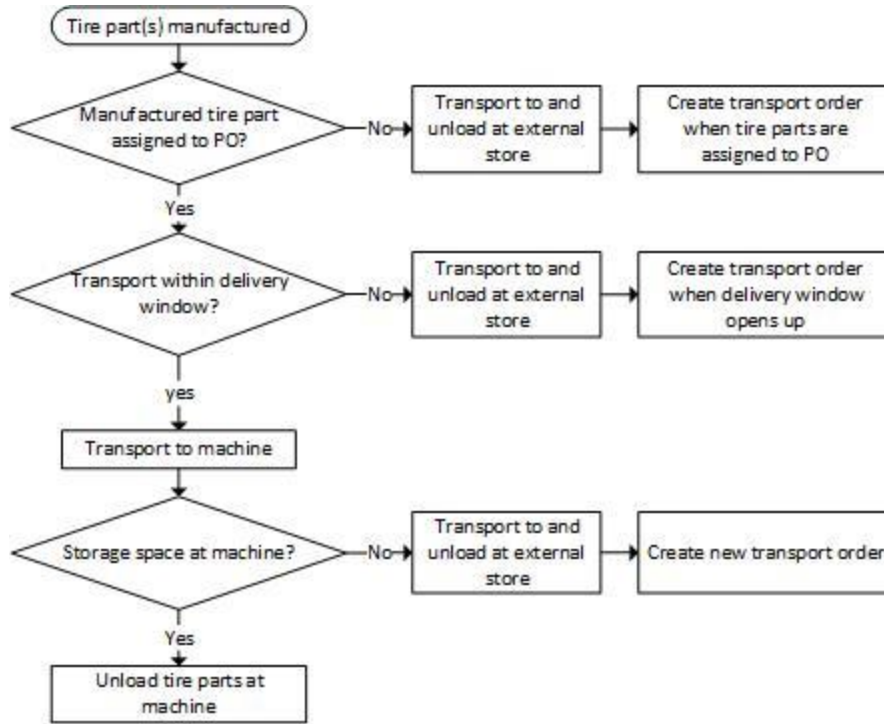 Tire part(s) manufactured
Manufactured tire part
assigned to PO?
No
Transport to and
unload at external
store
Create transport order
when tire parts are
assigned to PO
Yes
Transport within delivery
window?
No
Transport to and
unload at external
store
Create transport order
when delivery window
opens up
yes
Transport to machine
Storage space at machine?
No
Transport to and
unload at external
store
Create new transport order
Yes
Unload tire parts at
machine